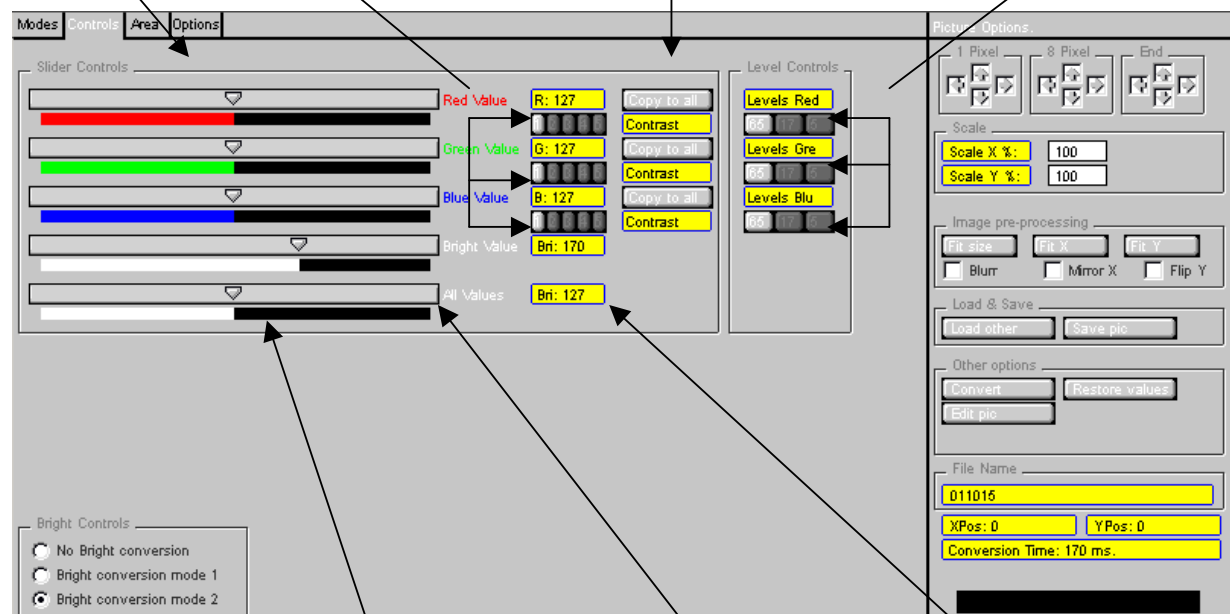 Modes Controls Area Options
Slider Controls
Red Value R: 127 Copy to all
Contrast
Green Value G: 127 Copy to all
Contrast
Blue Value B: 127 Copy to all
Contrast
Bright Value Bri: 170
All Values Bri: 127
Level Controls
Levels Red
65 17 5
Levels Gre
65 17 5
Levels Blu
65 17 5
Bright Controls
No Bright conversion
Bright conversion mode 1
Bright conversion mode 2
Picture Options.
1 Pixel 8 Pixel End
Scale
Scale X %: 100
Scale Y %: 100
Image pre-processing
Fit size Fit X Fit Y
Blurr Mirror X Flip Y
Load & Save
Load other Save pic
Other options
Convert Restore values
Edit pic
File Name
011015
XPos: 0 YPos: 0
Conversion Time: 170 ms.